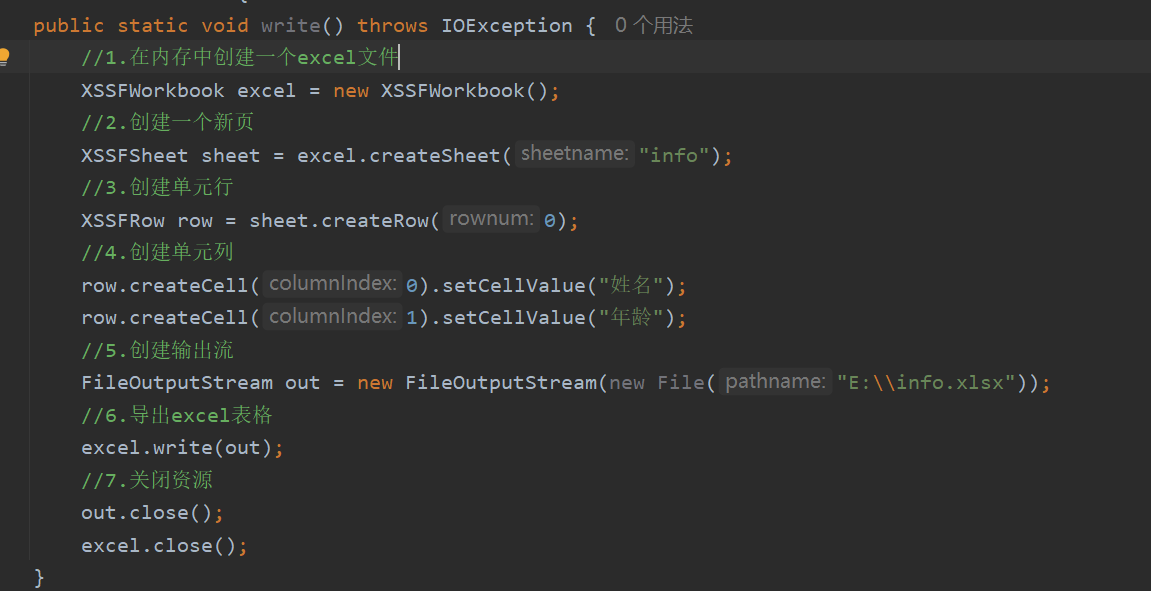 public static void write() throws IOException { 0 个用法
//1.在内存中创建一个excel文件
XSSFWorkbook excel = new XSSFWorkbook();
//2.创建一个新页
XSSFSheet sheet = excel.createSheet( sheetname: "info");
//3.创建单元行
XSSFRow row = sheet.createRow( rownum: 0);
//4.创建单元列
row.createCell( columnIndex: 0).setCellValue("姓名");
row.createCell( columnIndex: 1).setCellValue("年龄");
//5.创建输出流
FileOutputStream out = new FileOutputStream(new File( pathname: "E:\\info.xlsx"));
//6.导出excel表格
excel.write(out);
//7.关闭资源
out.close();
excel.close();
}